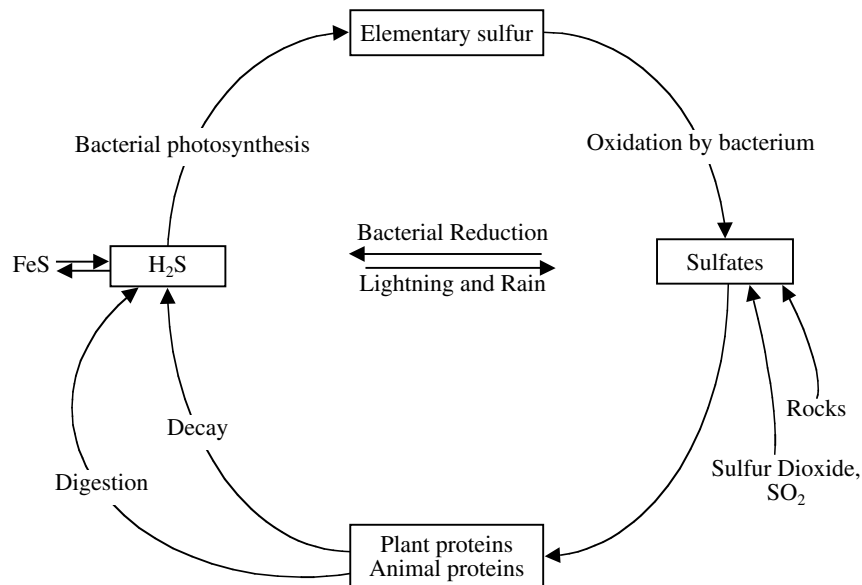 Elementary sulfur
Bacterial photosynthesis
Oxidation by bacterium
Bacterial Reduction
FeS
H₂S
Sulfates
Lightning and Rain
Rocks
Decay
Sulfur Dioxide,
SO₂
Digestion
Plant proteins
Animal proteins